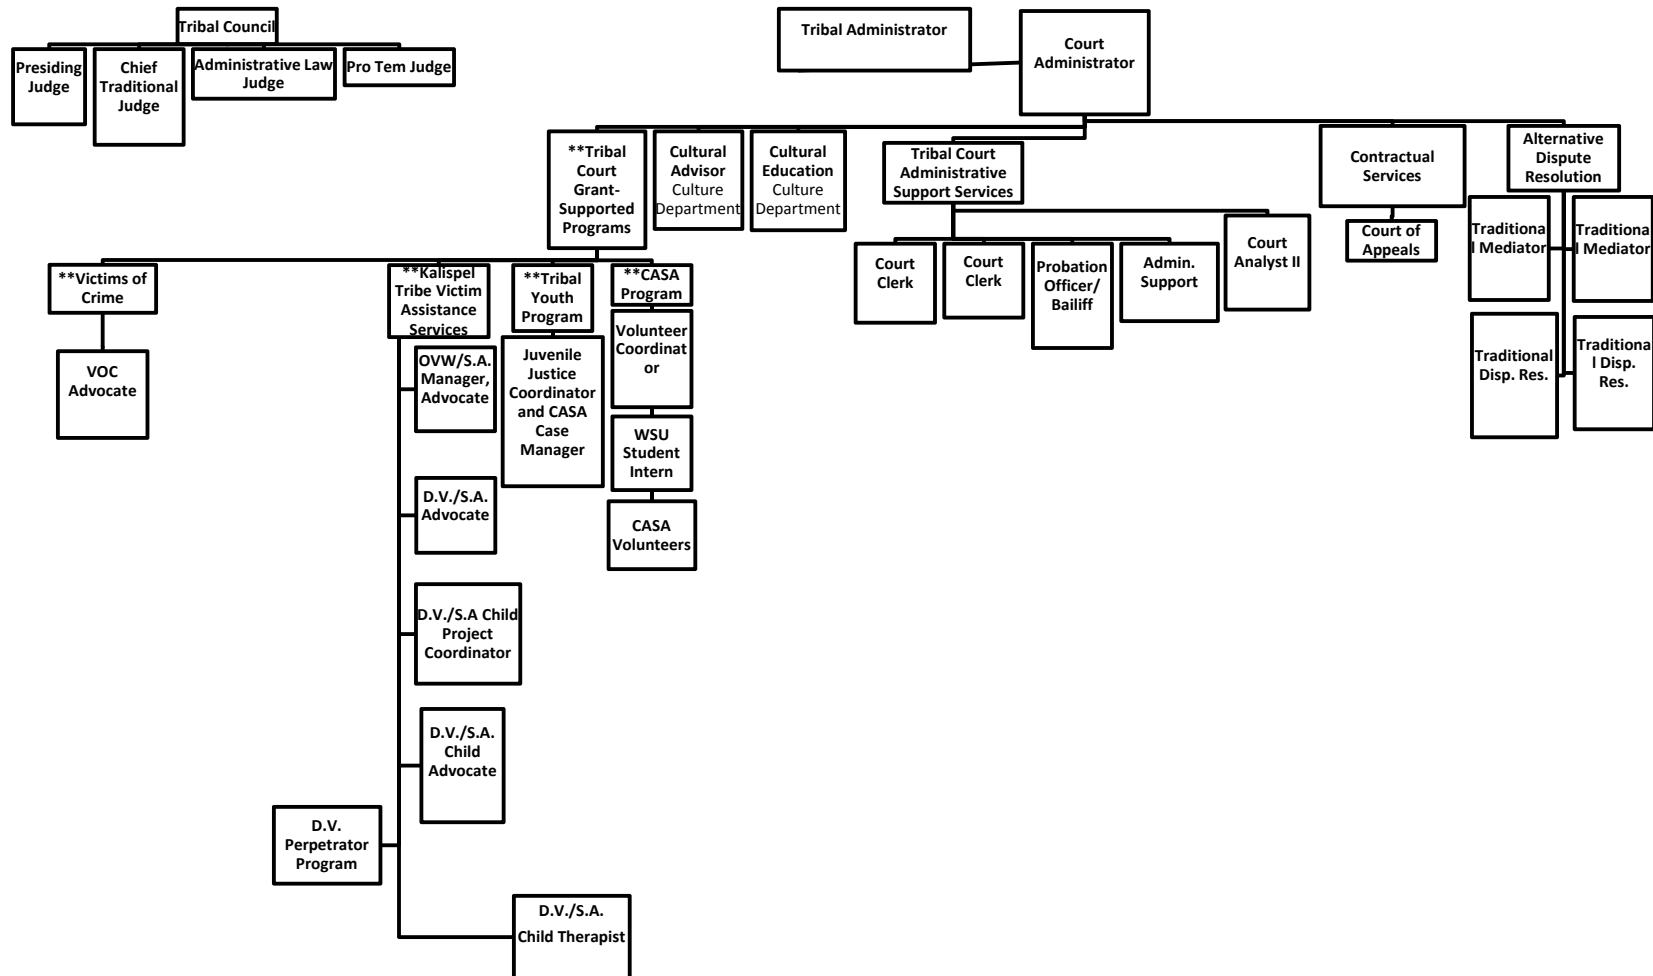 Tribal Council
Presiding
Judge
Chief
Traditional
Judge
Administrative Law
Judge
Pro Tem Judge
Tribal Administrator
Court
Administrator
**Tribal
Court
Grant-
Supported
Programs
Cultural
Advisor
Culture
Department
Cultural
Education
Culture
Department
Tribal Court
Administrative
Support Services
Contractual
Services
Alternative
Dispute
Resolution
Court
Clerk
Court
Clerk
Probation
Officer/
Bailiff
Admin.
Support
Court
Analyst II
Court of
Appeals
Traditiona
l Mediator
Traditiona
l Mediator
Traditional
Disp. Res.
Traditiona
l Disp.
Res.
**Victims of
Crime
VOC
Advocate
**Kalispel
Tribe Victim
Assistance
Services
OVW/S.A.
Manager,
Advocate
D.V./S.A.
Advocate
D.V./S.A Child
Project
Coordinator
D.V./S.A.
Child
Advocate
D.V.
Perpetrator
Program
D.V./S.A.
Child Therapist
**Tribal
Youth
Program
Juvenile
Justice
Coordinator
and CASA
Case
Manager
**CASA
Program
Volunteer
Coordinat
or
WSU
Student
Intern
CASA
Volunteers